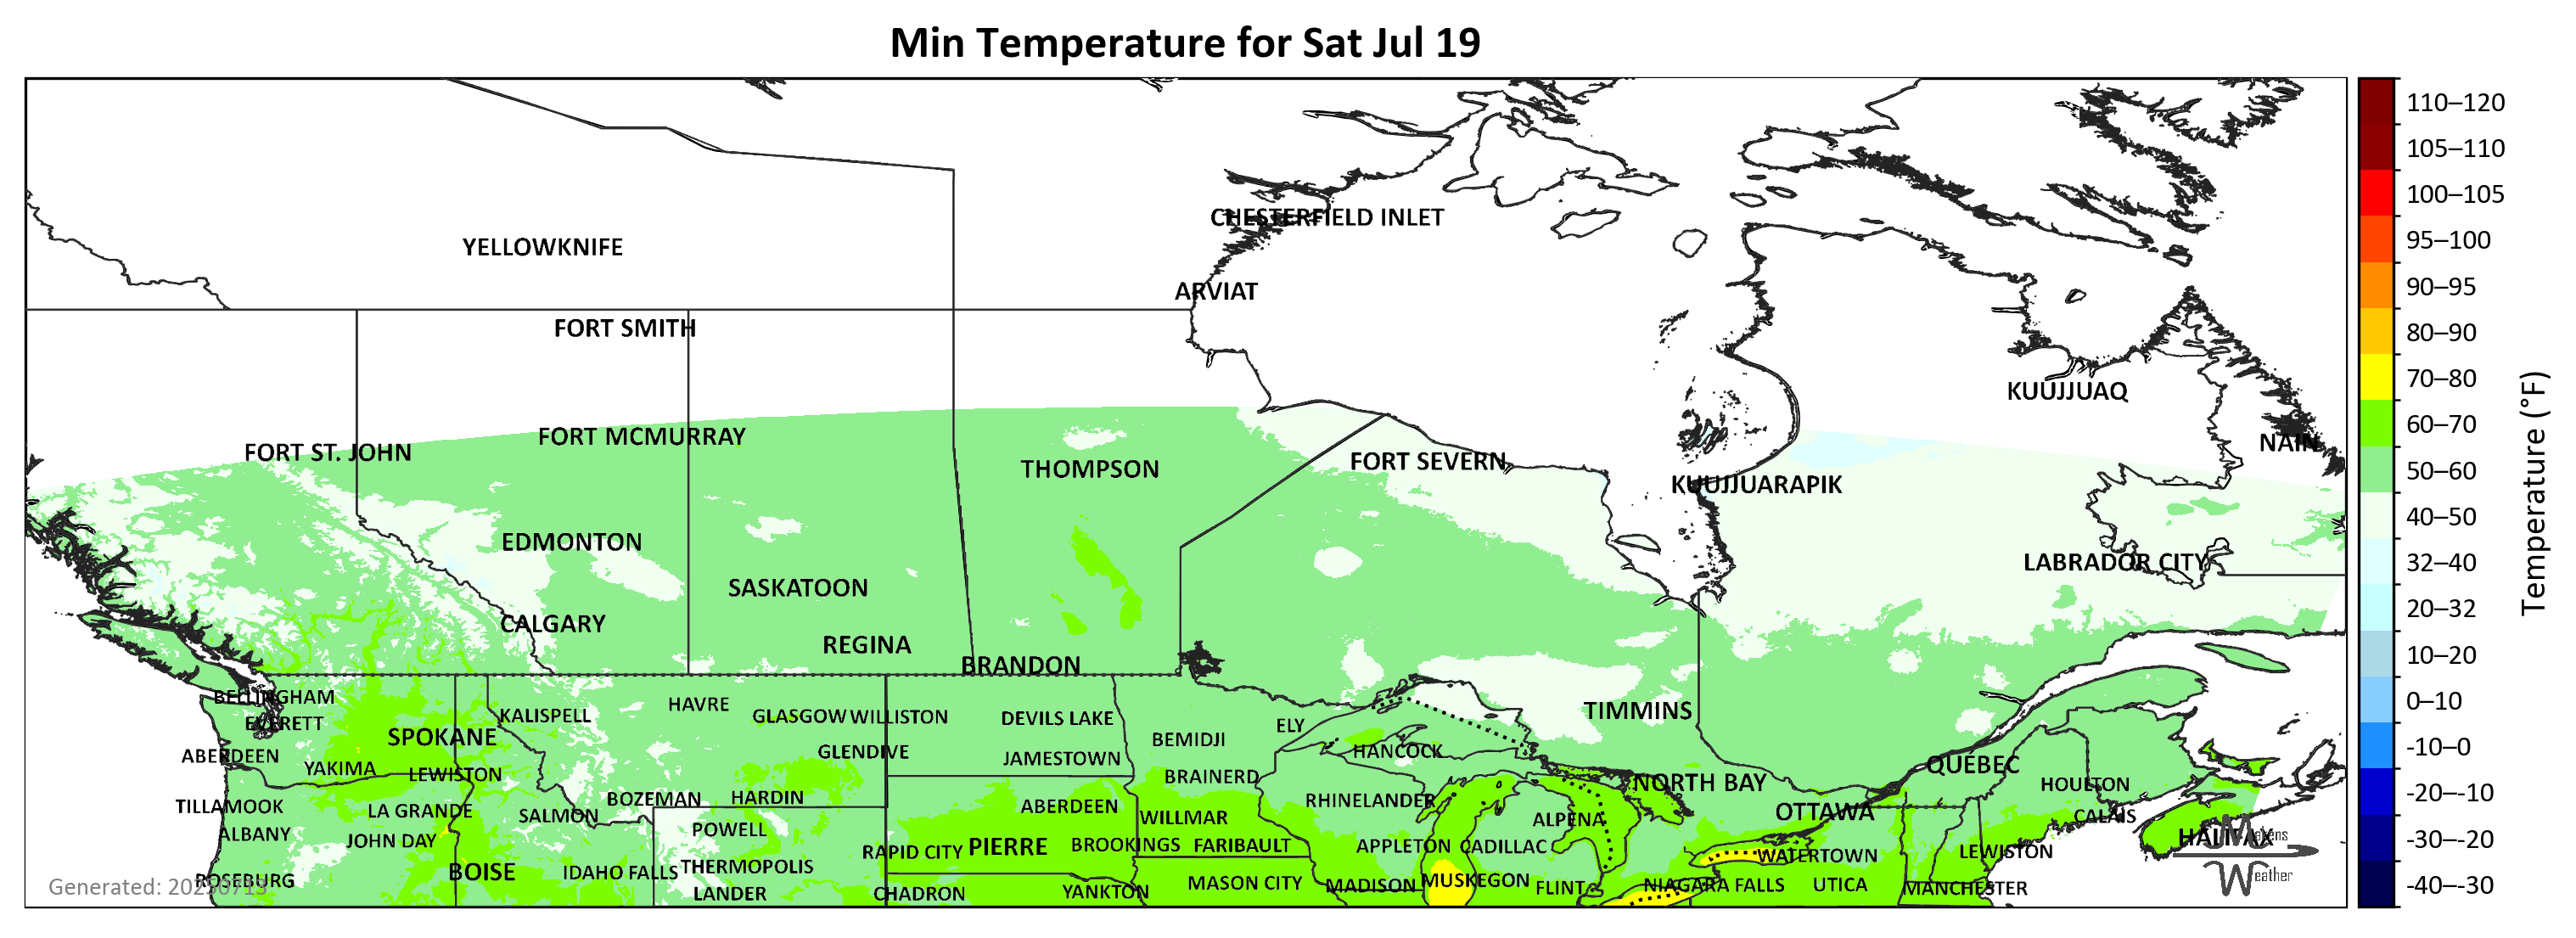 Min Temperature for Sat Jul 19
CHESTERFIELD INLET
YELLOWKNIFE
ARVIAT
FORT SMITH
KUUJJUAQ
FORT MCMURRAY
NAIN
FORT ST. JOHN
FORT SEVERN
THOMPSON
KUUJJUARAPIK
EDMONTON
LABRADOR CITY
SASKATOON
CALGARY
REGINA
BRANDON
BELLINGHAM
HAVRE
KALISPELL
GLASGOW
WILLISTON
DEVILS LAKE
TIMMINS
EVERETT
ELY
SPOKANE
BEMIDJI
ABERDEEN
GLENDIVE
JAMESTOWN
HANCOCK
QUÉBEC
YAKIMA
LEWISTON
BRAINERD
NORTH BAY
HOULTON
TILLAMOOK
LA GRANDE
SALMON
BOZEMAN
HARDIN
ABERDEEN
WILLMAR
RHINELANDER
ALPENA
OTTAWA
CALAIS
ALBANY
JOHN DAY
POWELL
RAPID CITY
PIERRE
BROOKINGS
FARIBAULT
APPLETON
CADILLAC
WATERTOWN
LEWISTON
HALIFAX
ROSEBURG
BOISE
IDAHO FALLS
THERMOPOLIS
LANDER
CHADRON
YANKTON
MASON CITY
MADISON
MUSKEGON
FLINT
NIAGARA FALLS
UTICA
MANCHESTER
Generated: 20250713
Makens
Weather
110–120
105–110
100–105
95–100
90–95
80–90
70–80
60–70
50–60
40–50
32–40
20–32
10–20
0–10
-10–0
-20–-10
-30–-20
-40–-30
Temperature (°F)